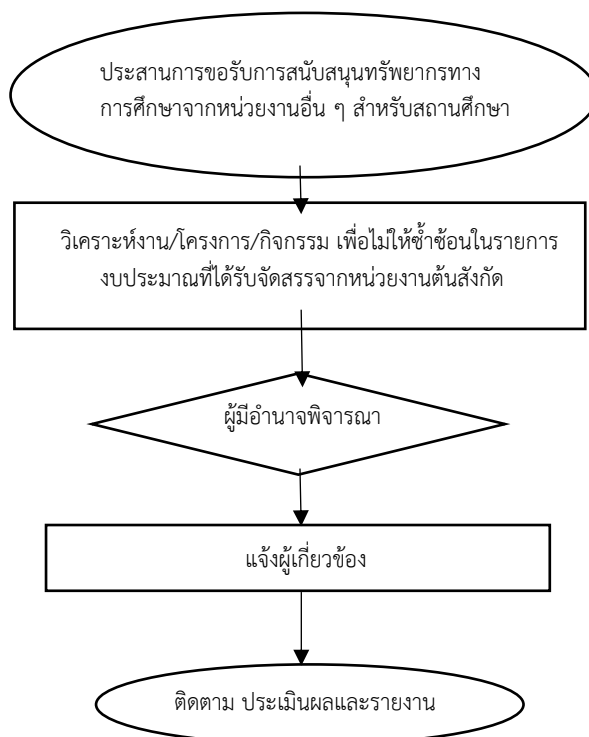 ประสานการขอรับการสนับสนุนทรัพยากรทาง
การศึกษาจากหน่วยงานอื่น ๆ สำหรับสถานศึกษา
วิเคราะห์งาน/โครงการ/กิจกรรม เพื่อไม่ให้ซ้ำซ้อนในรายการ
งบประมาณที่ได้รับจัดสรรจากหน่วยงานต้นสังกัด
ผู้มีอำนาจพิจารณา
แจ้งผู้เกี่ยวข้อง
ติดตาม ประเมินผลและรายงาน